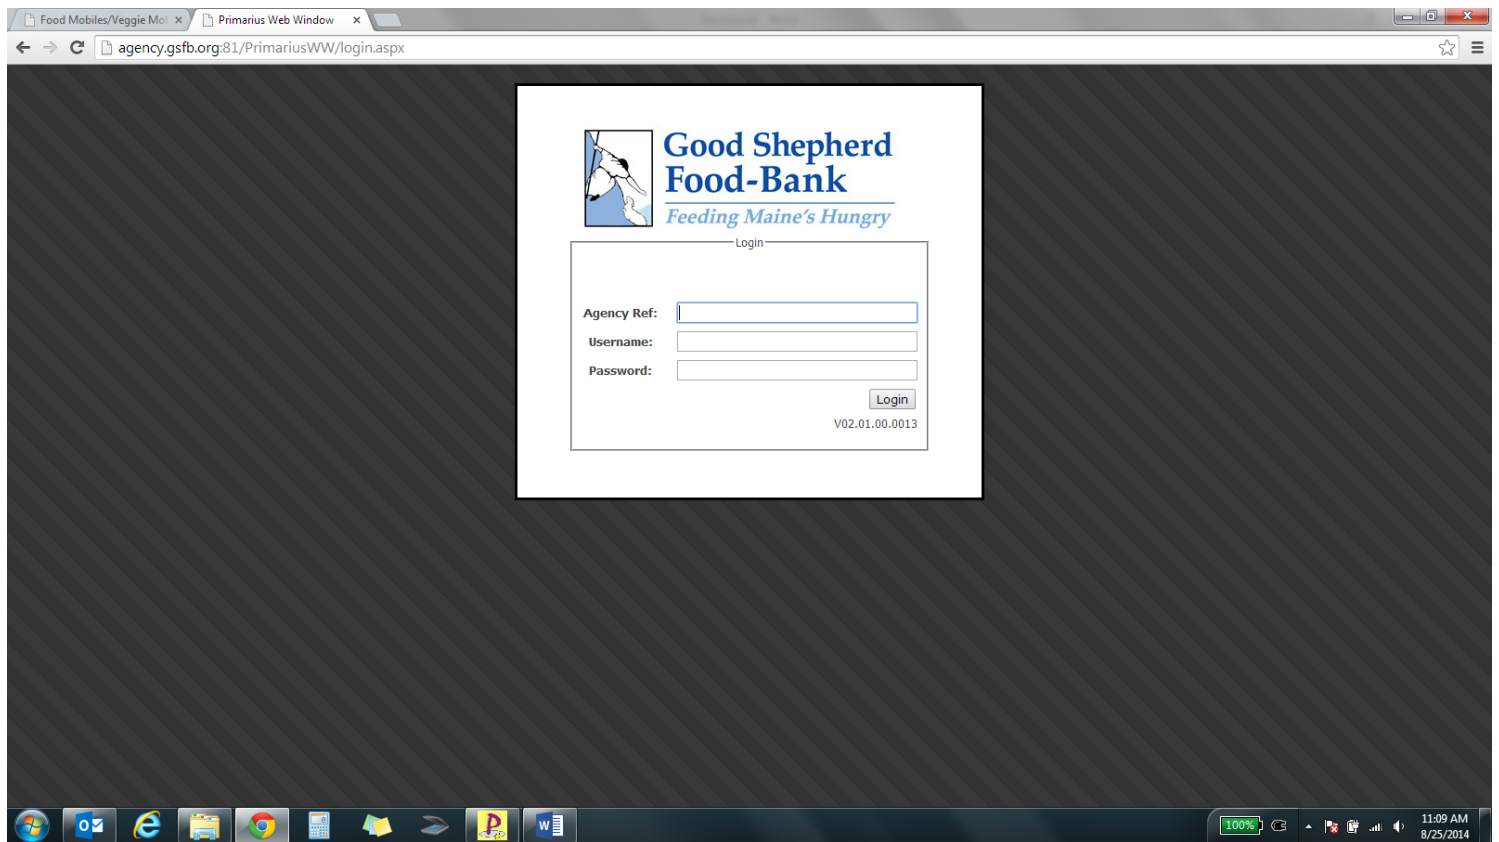 Food Mobiles/Veggie Mo
Primarius Web Window
agency.gsfb.org:81/PrimariusWW/login.aspx
Good Shepherd
Food-Bank
Feeding Maine's Hungry
Login
Agency Ref:
Username:
Password:
Login
V02.01.00.0013
100%
11:09 AM
8/25/2014